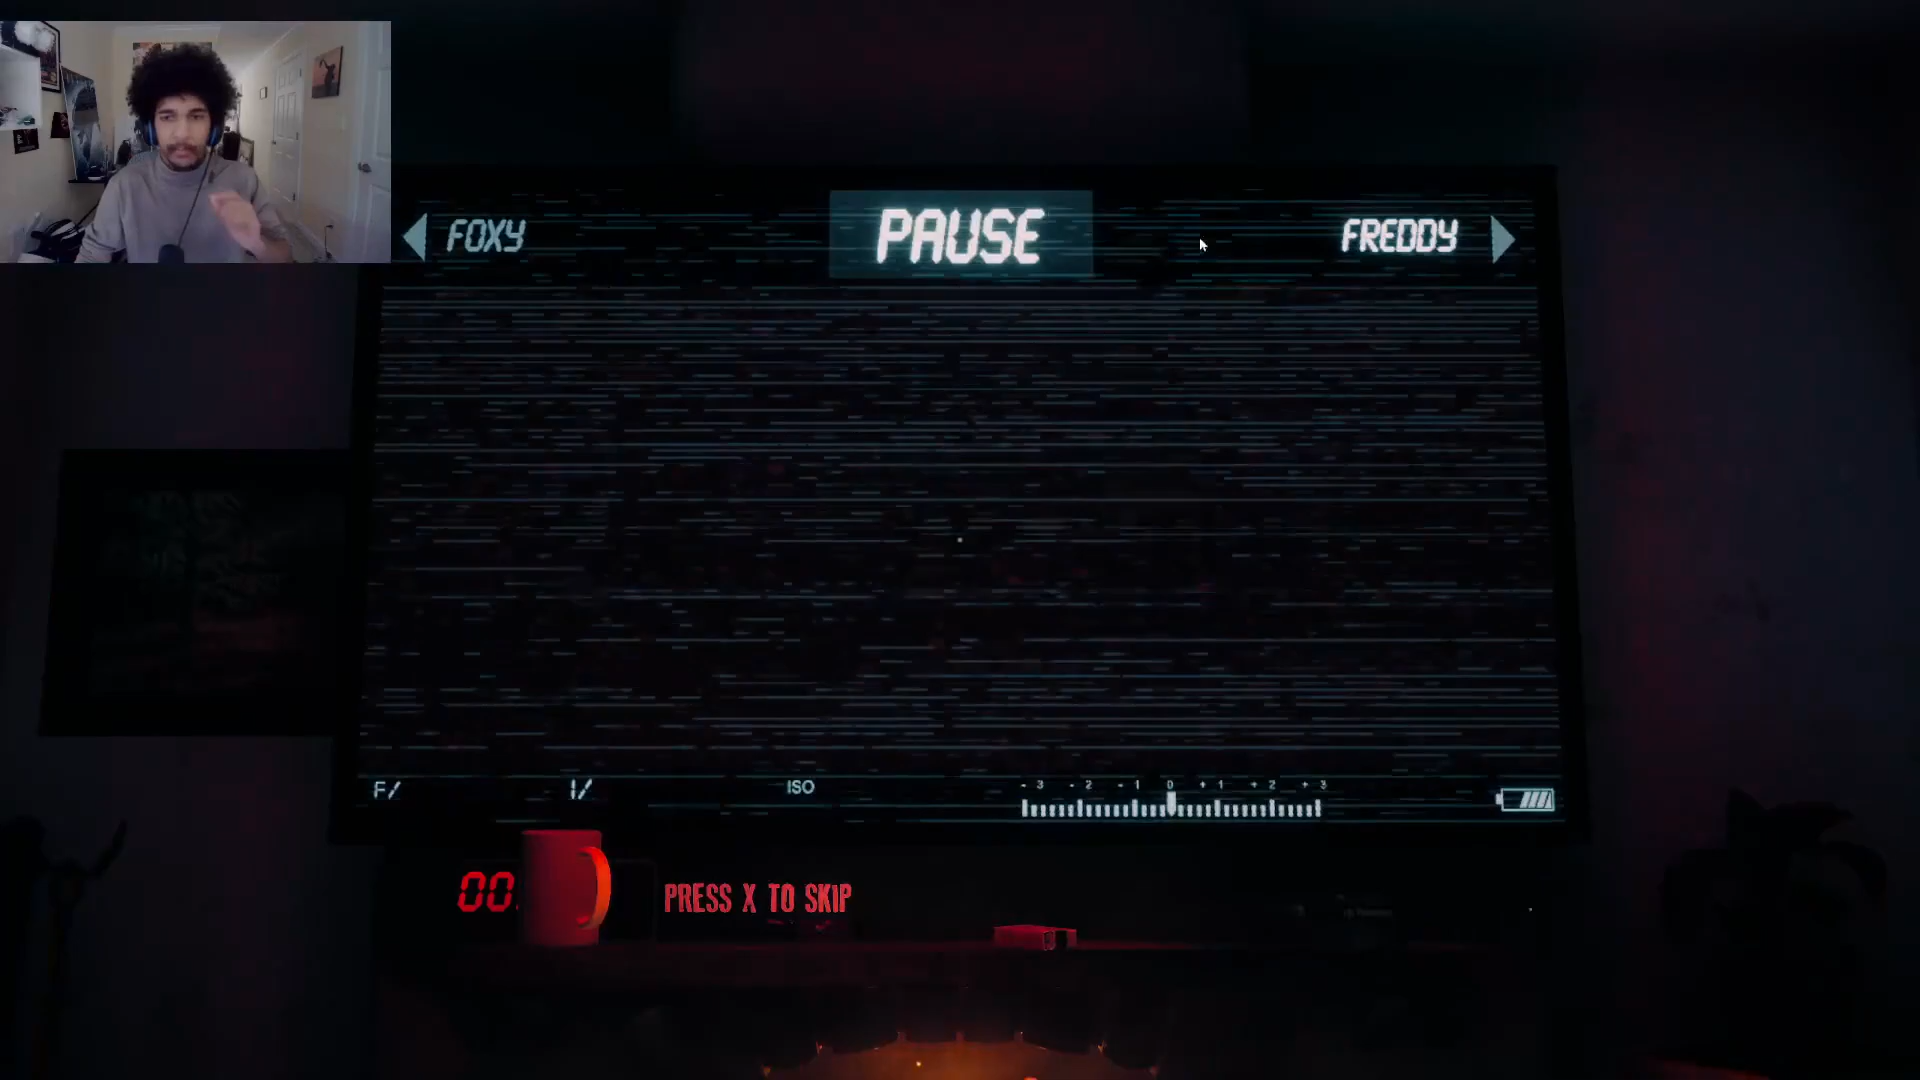 FOXY
PAUSE
FREDDY
F/
1/
ISO
- 3 - 2 - 1 0 + 1 + 2 + 3
00
PRESS X TO SKIP